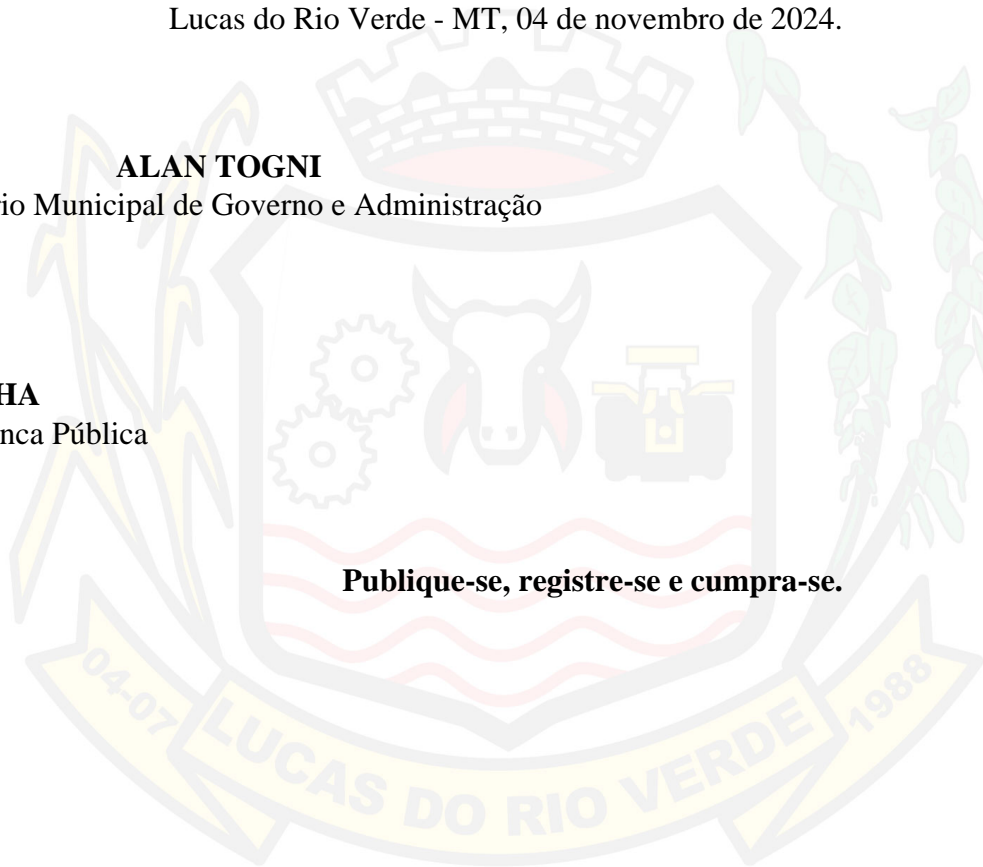 Lucas do Rio Verde - MT, 04 de novembro de 2024.
ALAN TOGNI
rio Municipal de Governo e Administração
HA
nca Pública
Publique-se, registre-se e cumpra-se.
04-07
LUCAS DO RIO VERDE
1988